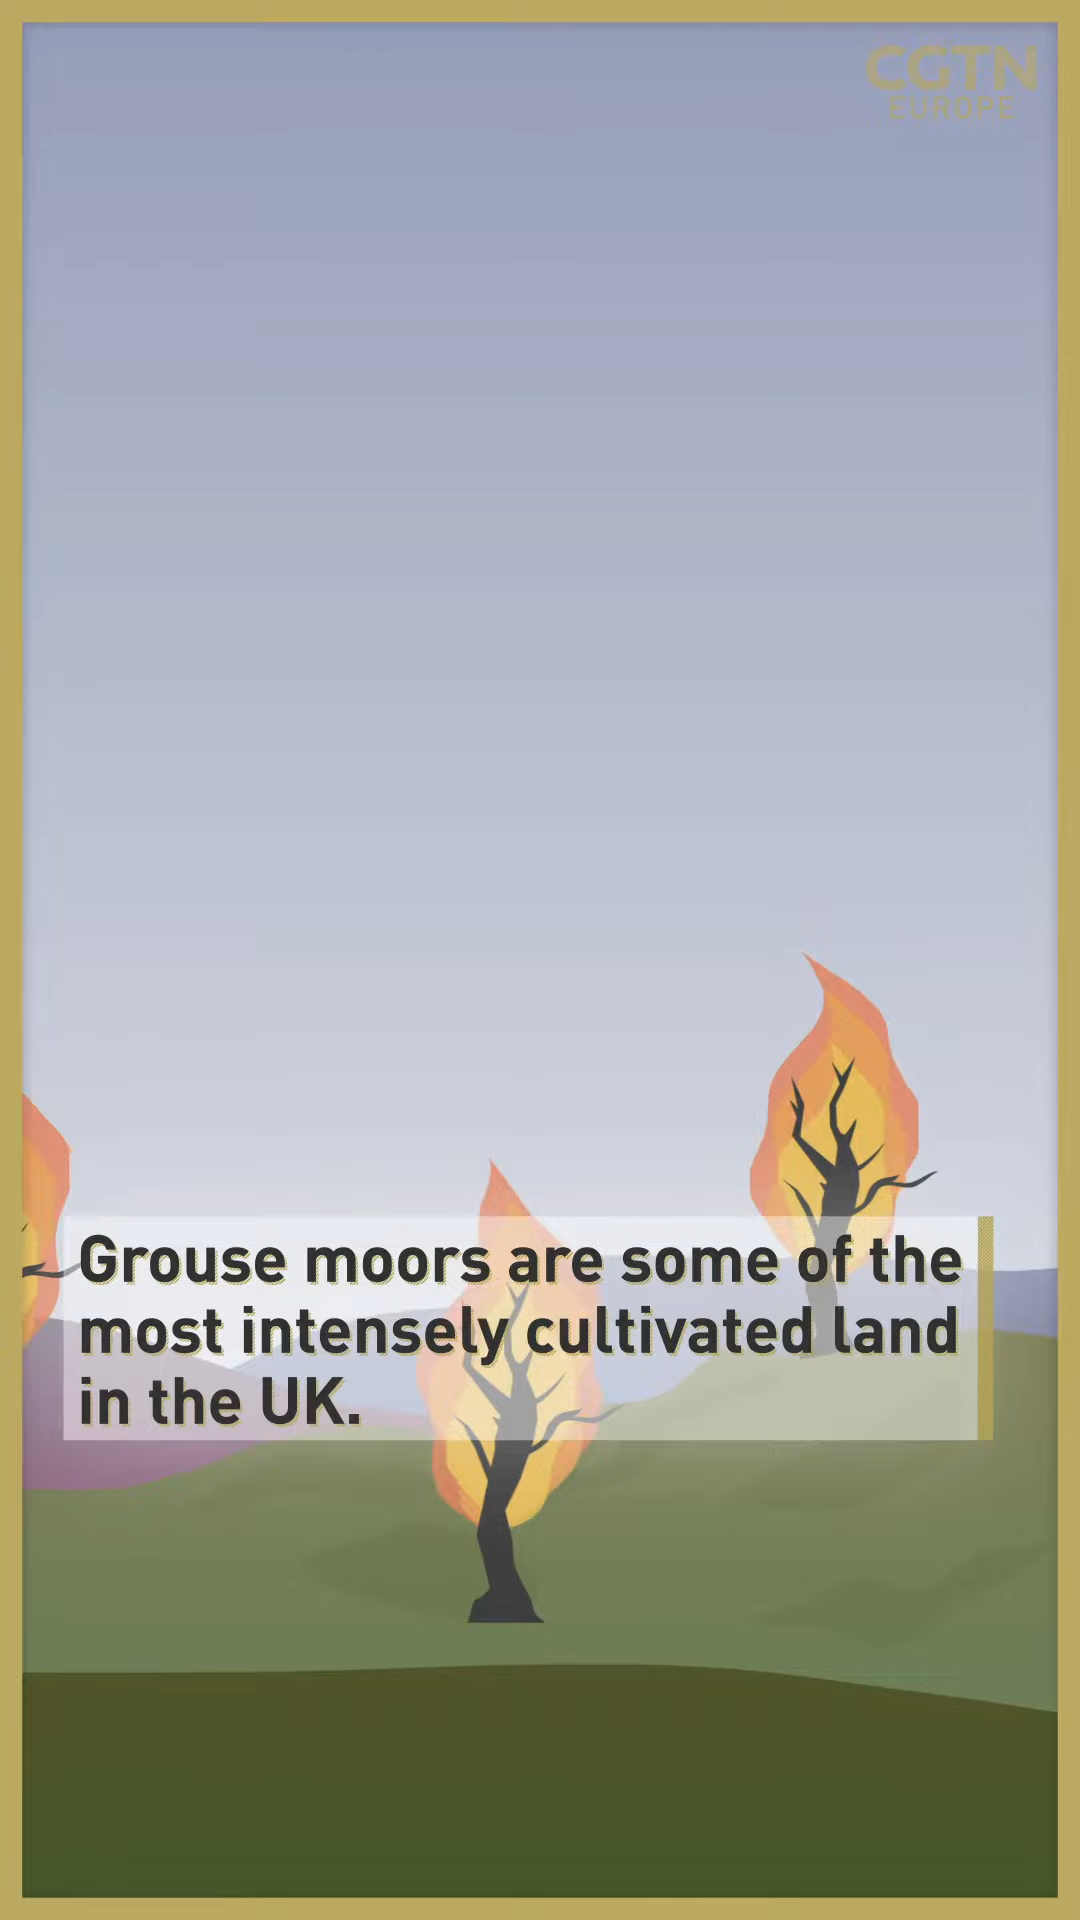 CGTN
EUROPE
Grouse moors are some of the
most intensely cultivated land
in the UK.